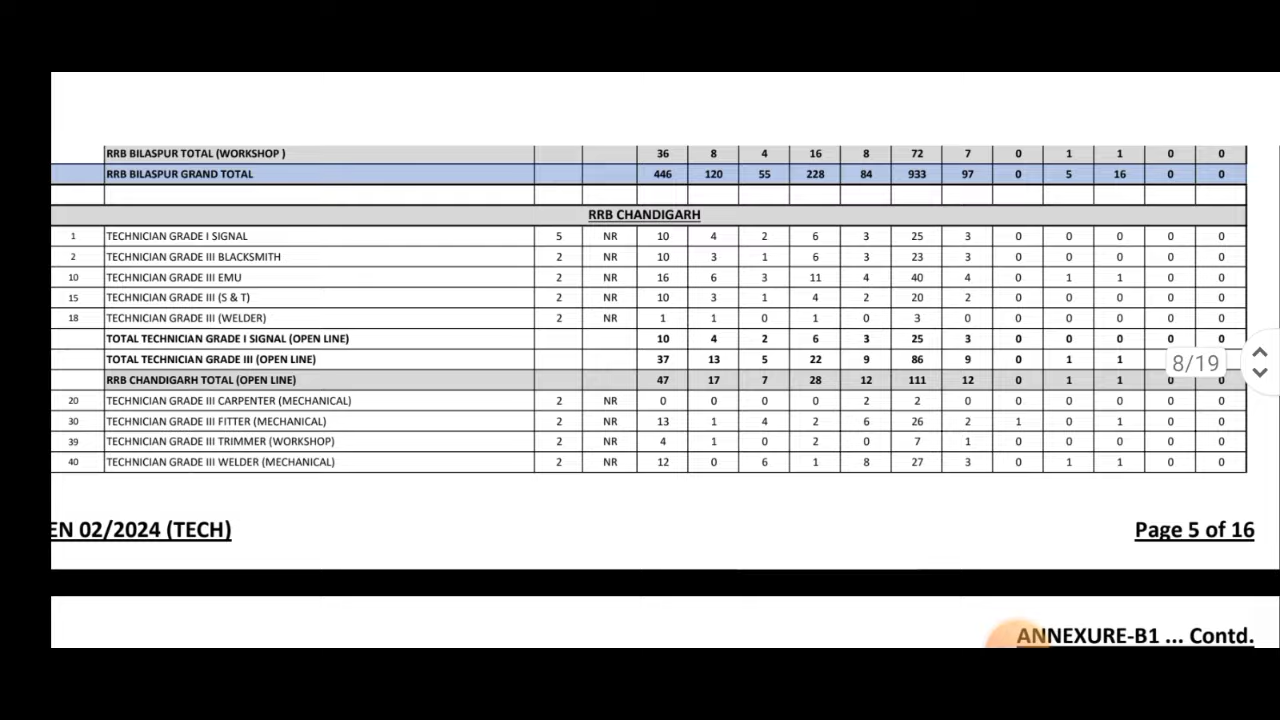 RRB BILASPUR TOTAL (WORKSHOP ) 36 8 4 16 8 72 7 0 1 1 0 0
RRB BILASPUR GRAND TOTAL 446 120 55 228 84 933 97 0 5 16 0 0
RRB CHANDIGARH
1 TECHNICIAN GRADE I SIGNAL 5 NR 10 4 2 6 3 25 3 0 0 0 0 0
2 TECHNICIAN GRADE III BLACKSMITH 2 NR 10 3 1 6 3 23 3 0 0 0 0 0
10 TECHNICIAN GRADE III EMU 2 NR 16 6 3 11 4 40 4 0 1 1 0 0
15 TECHNICIAN GRADE III (S & T) 2 NR 10 3 1 4 2 20 2 0 0 0 0 0
18 TECHNICIAN GRADE III (WELDER) 2 NR 1 1 0 1 0 3 0 0 0 0 0 0
TOTAL TECHNICIAN GRADE I SIGNAL (OPEN LINE) 10 4 2 6 3 25 3 0 0 0 0 0
TOTAL TECHNICIAN GRADE III (OPEN LINE) 37 13 5 22 9 86 9 0 1 1
8/19
RRB CHANDIGARH TOTAL (OPEN LINE) 47 17 7 28 12 111 12 0 1 1 0 0
20 TECHNICIAN GRADE III CARPENTER (MECHANICAL) 2 NR 0 0 0 0 2 2 0 0 0 0 0 0
30 TECHNICIAN GRADE III FITTER (MECHANICAL) 2 NR 13 1 4 2 6 26 2 1 0 1 0 0
39 TECHNICIAN GRADE III TRIMMER (WORKSHOP) 2 NR 4 1 0 2 0 7 1 0 0 0 0 0
40 TECHNICIAN GRADE III WELDER (MECHANICAL) 2 NR 12 0 6 1 8 27 3 0 1 1 0 0
EN 02/2024 (TECH) Page 5 of 16
ANNEXURE-B1 ... Contd.